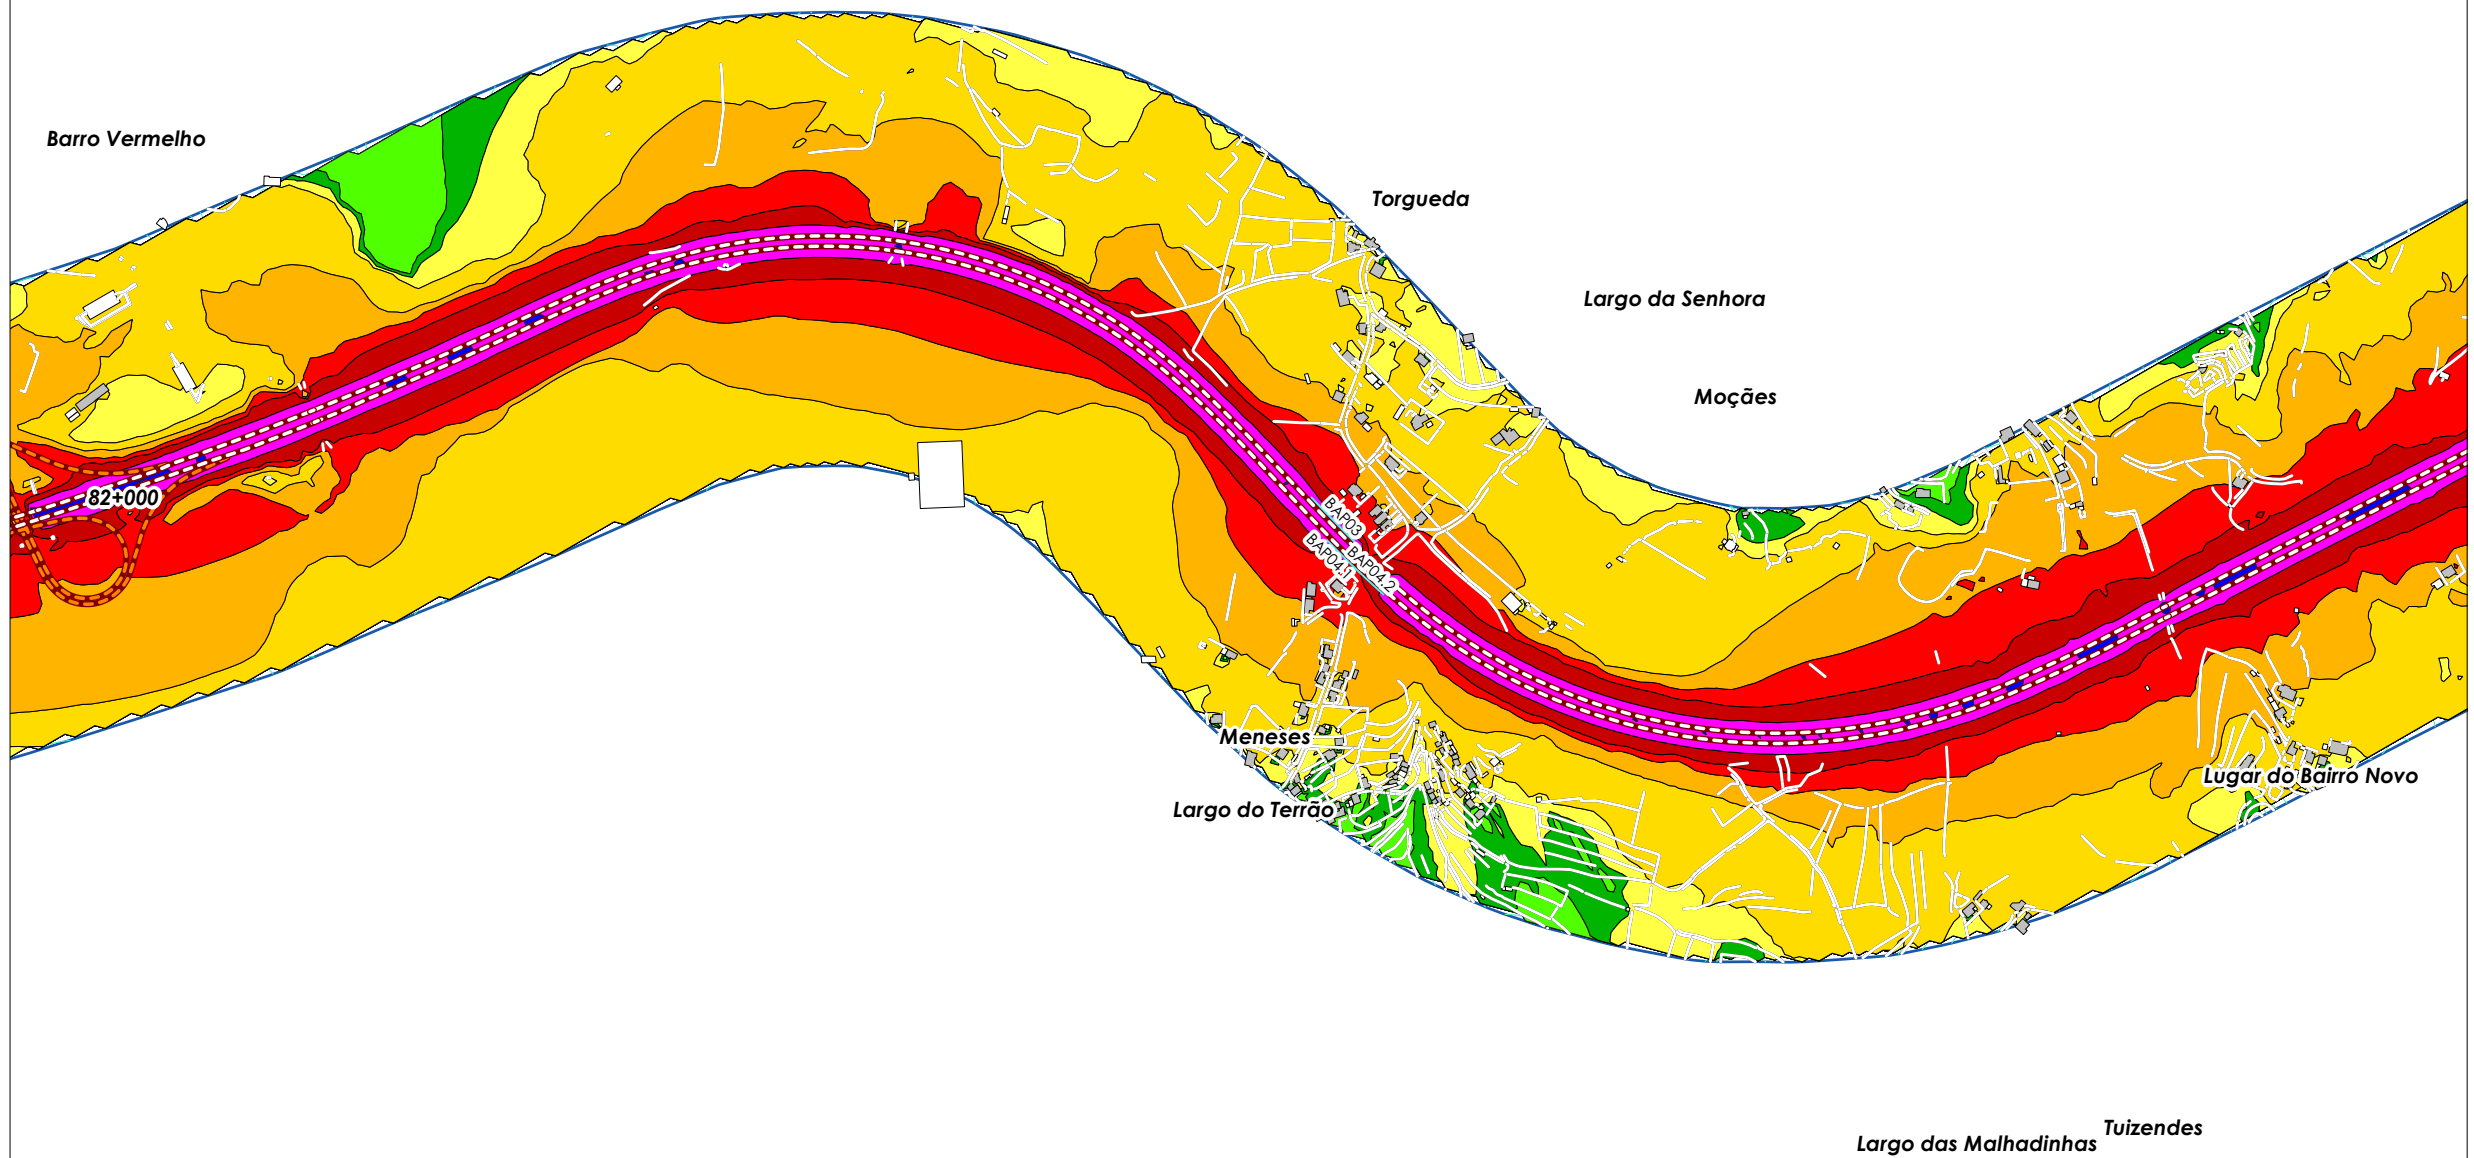 Barro Vermelho
Torgueda
Largo da Senhora
Moçães
82+000
BAP03
BAP04.1
BAP04.2
Meneses
Largo do Terrão
Lugar do Bairro Novo
Tuizendes
Largo das Malhadinhas